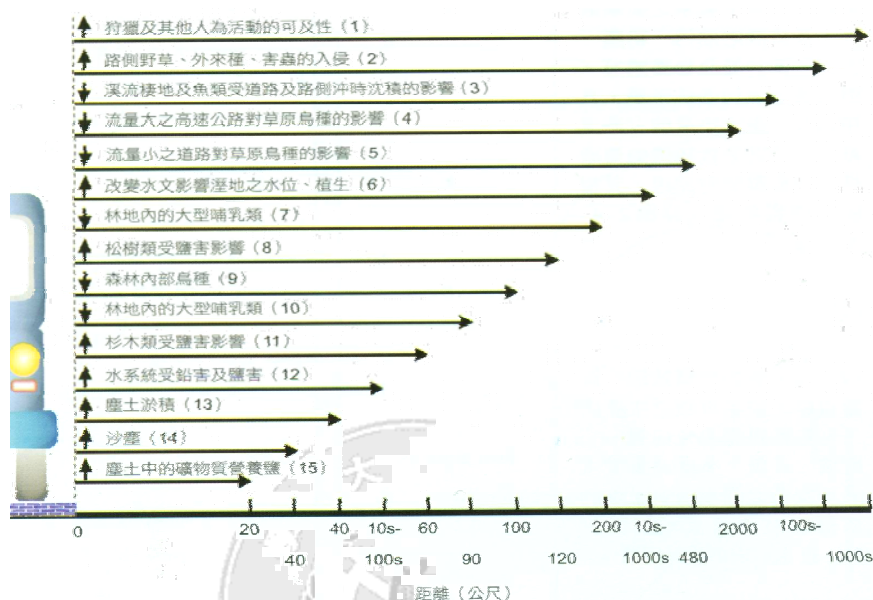 狩獵及其他人為活動的可及性（1）
路側野草、外來種、害蟲的入侵（2）
溪流棲地及魚類受道路及路側沖時沈積的影響（3）
流量大之高速公路對草原鳥種的影響（4）
流量小之道路對草原鳥種的影響（5）
改變水文影響溼地之水位、植生（6）
林地內的大型哺乳類（7）
松樹類受鹽害影響（8）
森林內部鳥種（9）
林地內的大型哺乳類（10）
杉木類受鹽害影響（11）
水系統受鉛害及鹽害（12）
塵土淤積（13）
沙塵（14）
塵土中的礦物質營養鹽（15）
0 20 40 10s- 60 100 200 10s- 2000 100s-
40 100s 90 120 1000s 480 1000s
距離（公尺）